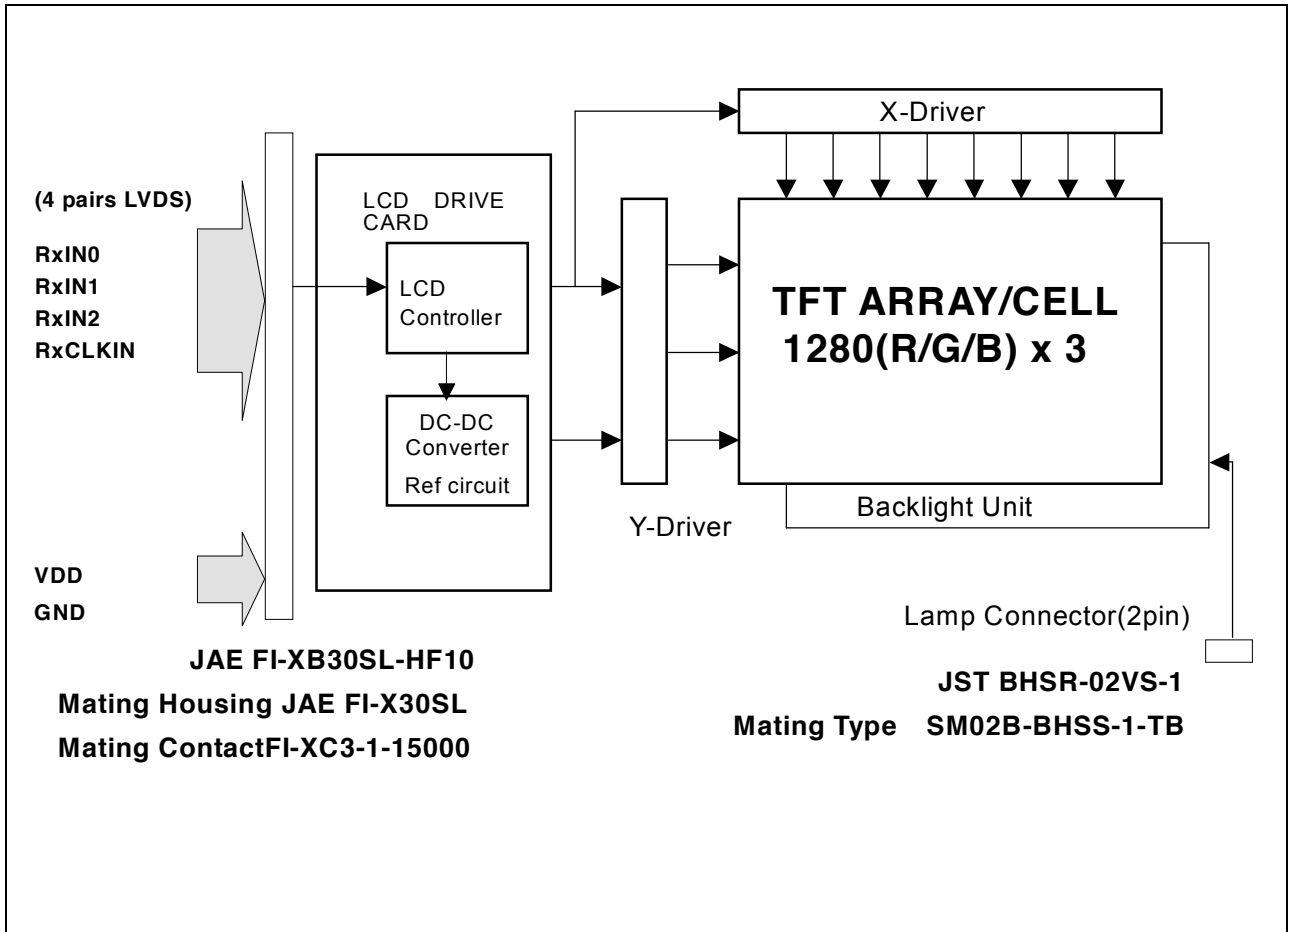 X-Driver
(4 pairs LVDS)
RxIN0
RxIN1
RxIN2
RxCLKIN
LCD DRIVE
CARD
LCD
Controller
DC-DC
Converter
Ref circuit
TFT ARRAY/CELL
1280(R/G/B) x 3
Backlight Unit
Y-Driver
VDD
GND
Lamp Connector(2pin)
JAE FI-XB30SL-HF10
Mating Housing JAE FI-X30SL
Mating ContactFI-XC3-1-15000
JST BHSR-02VS-1
Mating Type SM02B-BHSS-1-TB